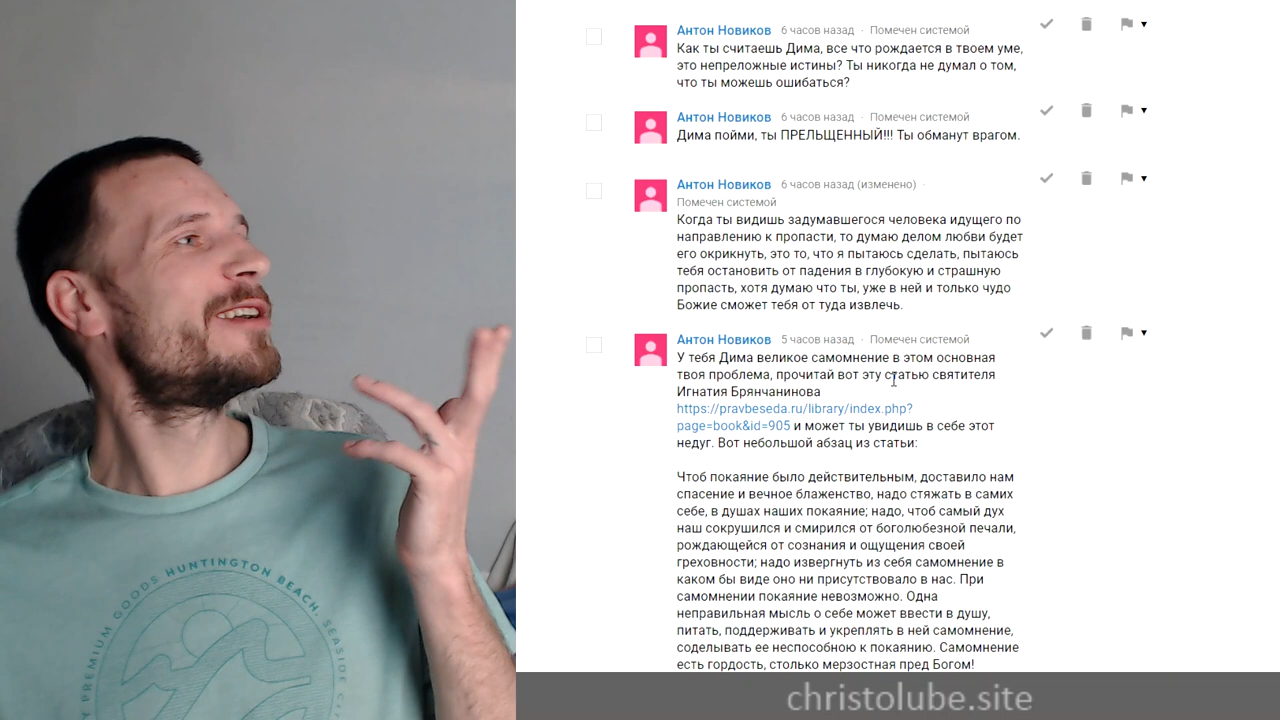 Антон Новиков 6 часов назад · Помечен системой
Как ты считаешь Дима, все что рождается в твоем уме,
это непреложные истины? Ты никогда не думал о том,
что ты можешь ошибаться?
Антон Новиков 6 часов назад · Помечен системой
Дима пойми, ты ПРЕЛЬЩЕННЫЙ!!! Ты обманут врагом.
Антон Новиков 6 часов назад (изменено) ·
Помечен системой
Когда ты видишь задумавшегося человека идущего по
направлению к пропасти, то думаю делом любви будет
его окрикнуть, это то, что я пытаюсь сделать, пытаюсь
тебя остановить от падения в глубокую и страшную
пропасть, хотя думаю что ты, уже в ней и только чудо
Божие сможет тебя от туда извлечь.
Антон Новиков 5 часов назад · Помечен системой
У тебя Дима великое самомнение в этом основная
твоя проблема, прочитай вот эту статью святителя
Игнатия Брянчанинова
https://pravbeseda.ru/library/index.php?
page=book&id=905 и может ты увидишь в себе этот
недуг. Вот небольшой абзац из статьи:
Чтоб покаяние было действительным, доставило нам
спасение и вечное блаженство, надо стяжать в самих
себе, в душах наших покаяние; надо, чтоб самый дух
наш сокрушился и смирился от боголюбезной печали,
рождающейся от сознания и ощущения своей
греховности; надо извергнуть из себя самомнение в
каком бы виде оно ни присутствовало в нас. При
самомнении покаяние невозможно. Одна
неправильная мысль о себе может ввести в душу,
питать, поддерживать и укреплять в ней самомнение,
соделывать ее неспособною к покаянию. Самомнение
есть гордость, столько мерзостная пред Богом!
PREMIUM GOODS HUNTINGTON BEACH, SEASIDE
christolube.site